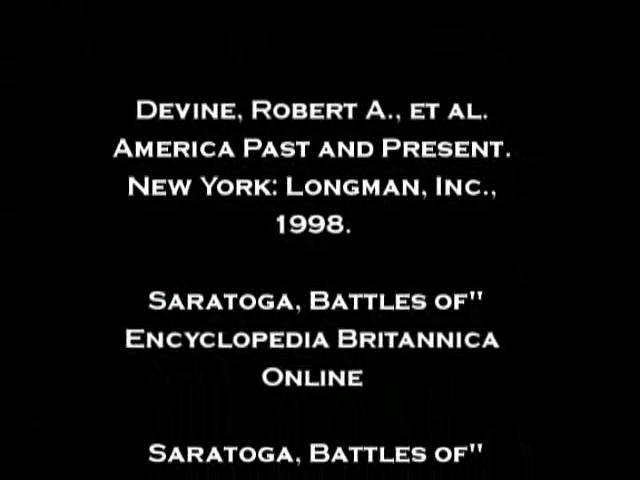 Devine, Robert A., et al.
America Past and Present.
New York: Longman, Inc.,
1998.
Saratoga, Battles of"
Encyclopedia Britannica
Online
Saratoga, Battles of"